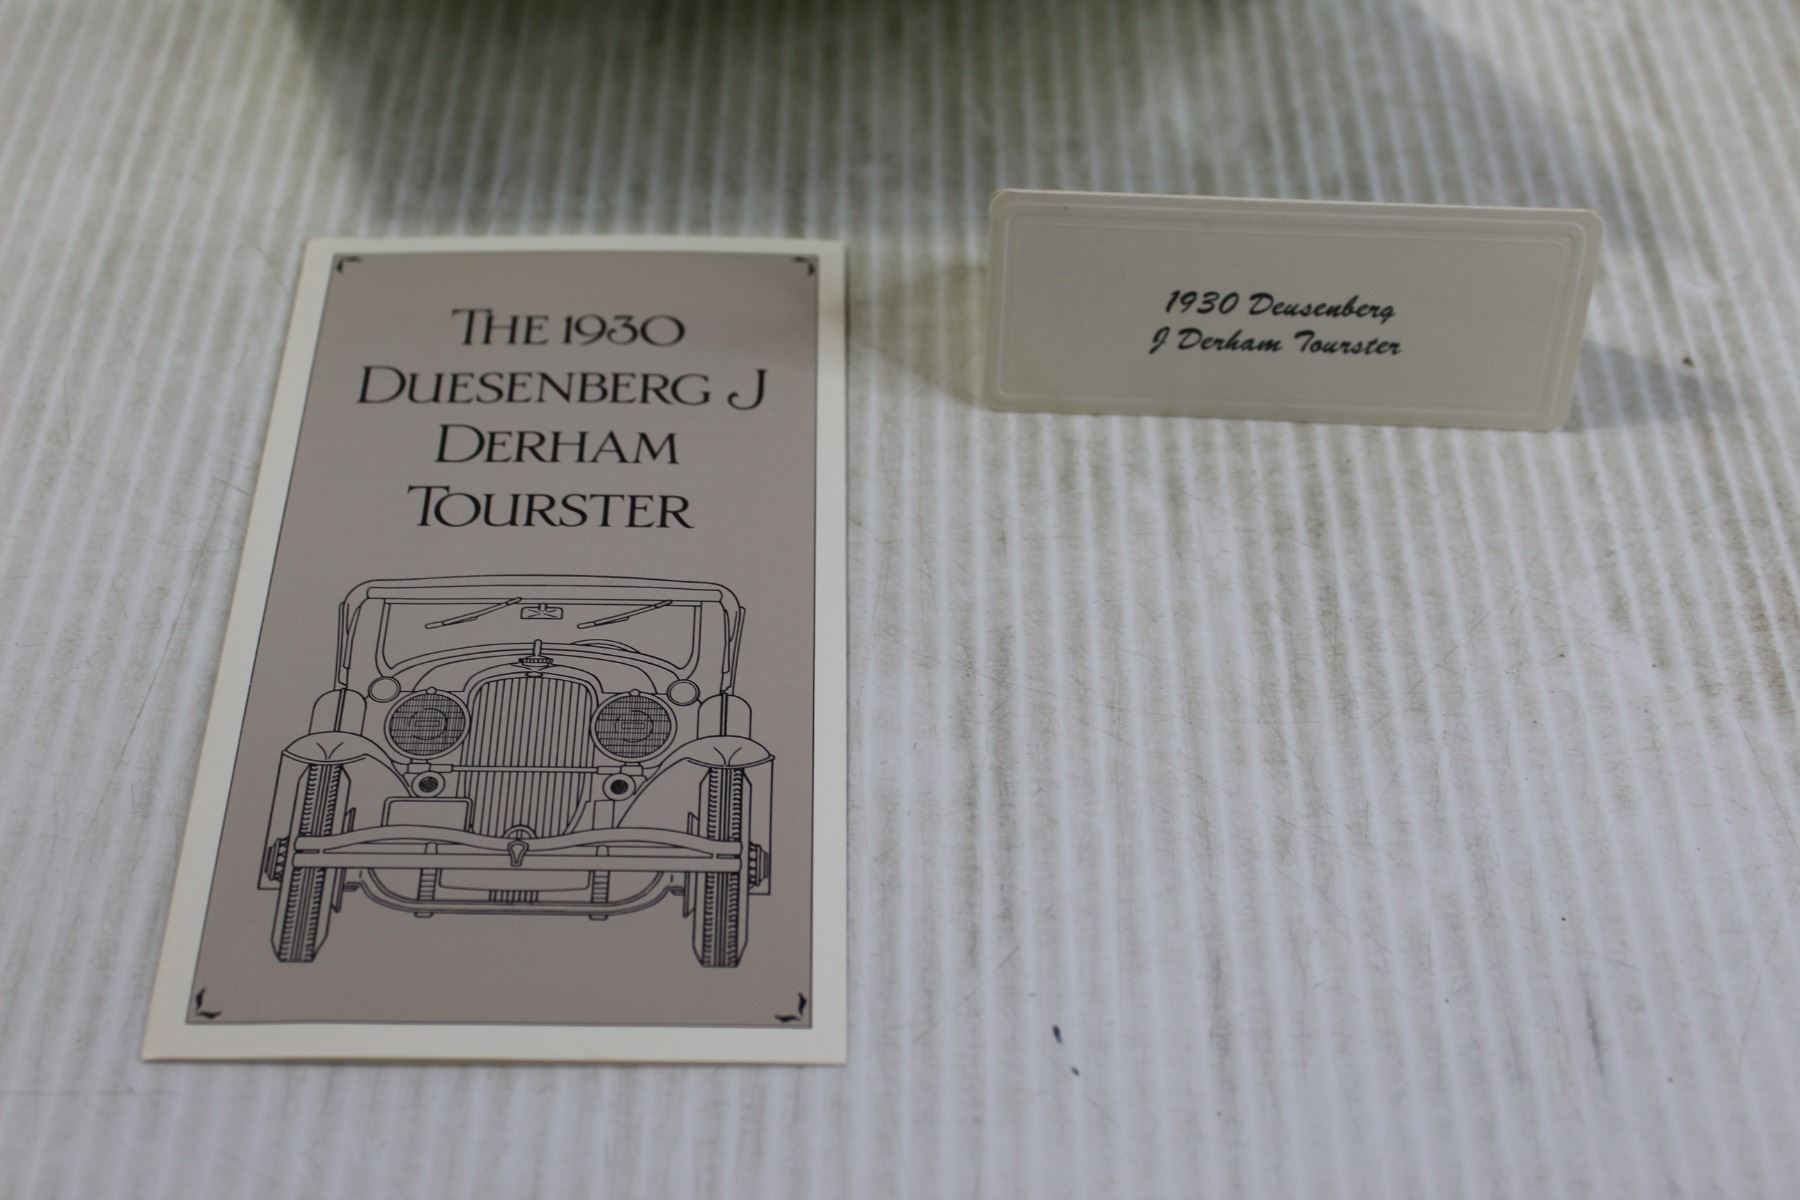 THE 1930
DUESENBERG J
DERHAM
TOURSTER
1930 Deusenberg
J Derham Tourster